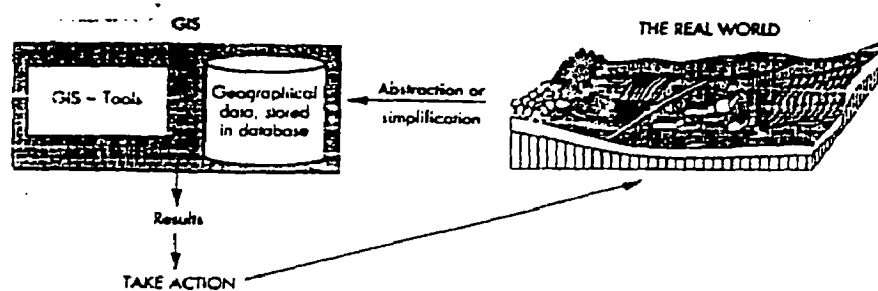 GIS
THE REAL WORLD
GIS – Tools
Geographical
data, stored
in database
Abstraction or
simplification
Results
TAKE ACTION